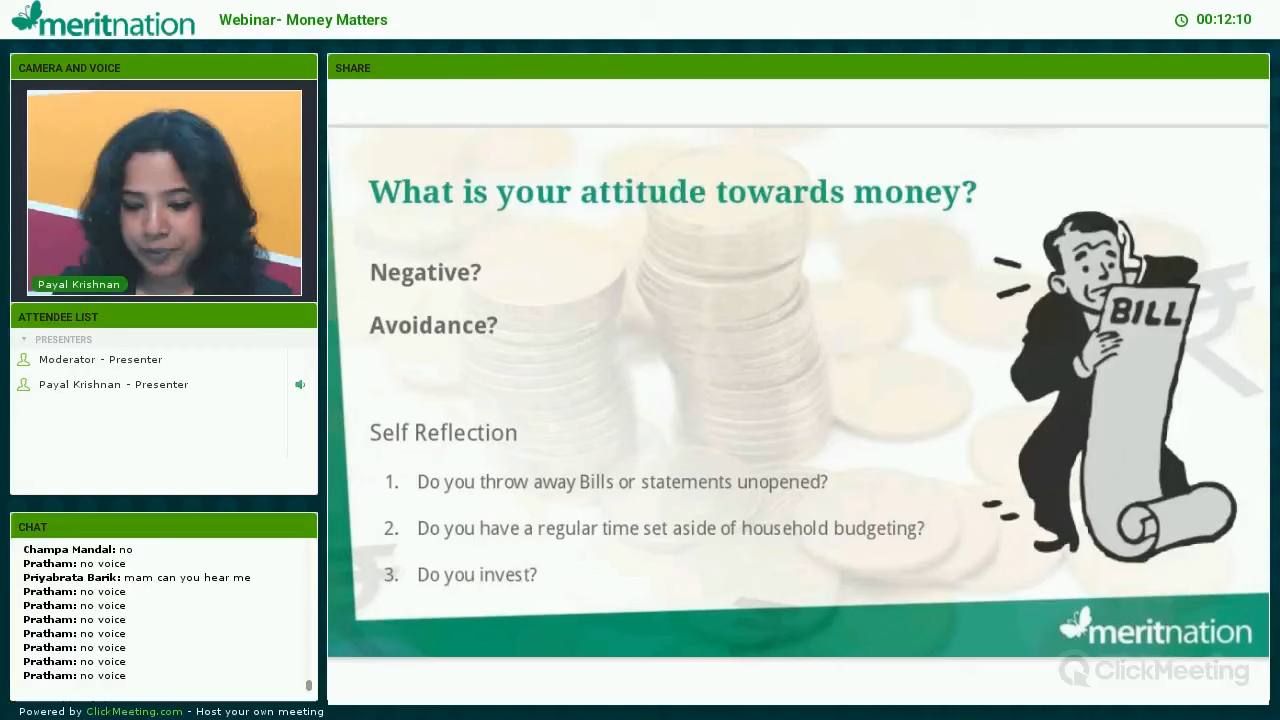 meritnation
Webinar- Money Matters
00:12:10
CAMERA AND VOICE
Payal Krishnan
ATTENDEE LIST
PRESENTERS
Moderator - Presenter
Payal Krishnan - Presenter
CHAT
Champa Mandal: no
Pratham: no voice
Priyabrata Barik: mam can you hear me
Pratham: no voice
Pratham: no voice
Pratham: no voice
Pratham: no voice
Pratham: no voice
Pratham: no voice
Pratham: no voice
SHARE
What is your attitude towards money?
Negative?
Avoidance?
BILL
Self Reflection
1. Do you throw away Bills or statements unopened?
2. Do you have a regular time set aside of household budgeting?
3. Do you invest?
meritnation
ClickMeeting
Powered by ClickMeeting.com - Host your own meeting